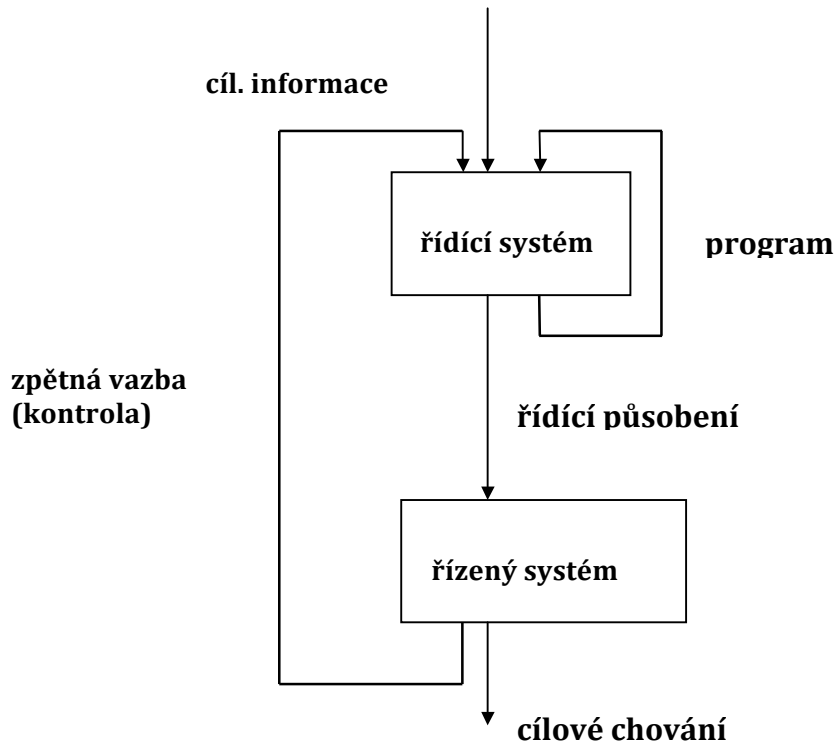 cíl. informace
řídící systém
program
zpětná vazba
(kontrola)
řídící působení
řízený systém
cílové chování